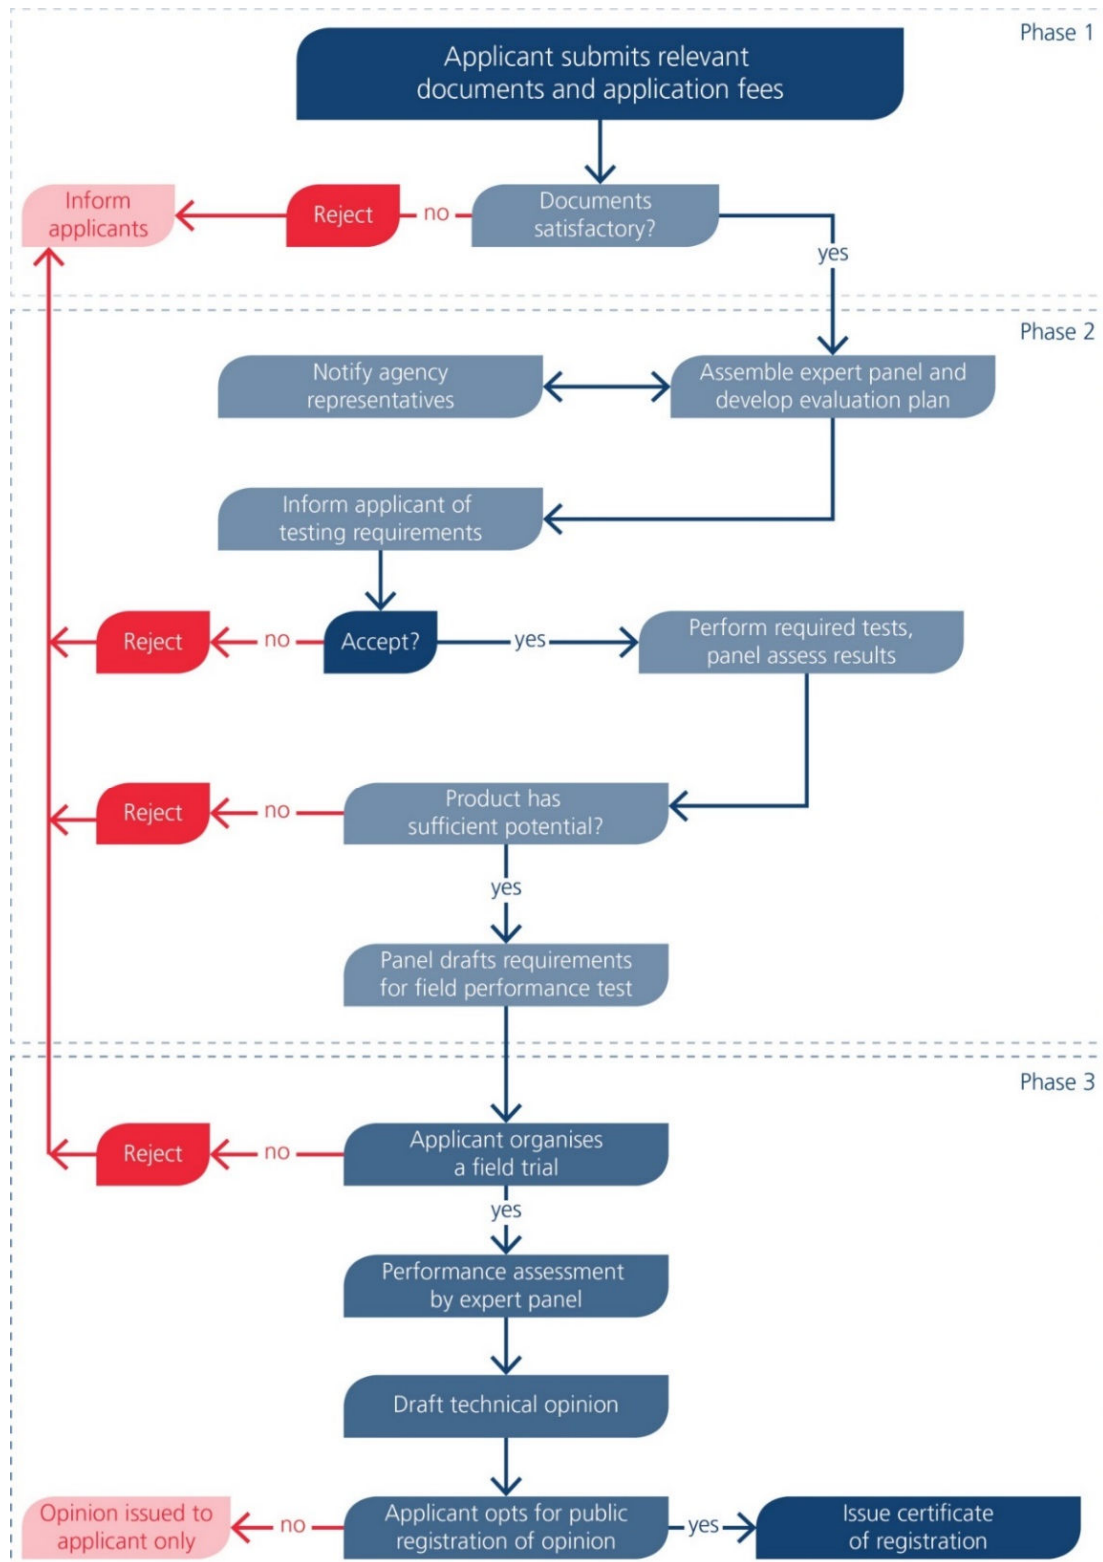 Phase 1
Applicant submits relevant
documents and application fees
Inform
applicants
Reject
no
Documents
satisfactory?
yes
Phase 2
Notify agency
representatives
Assemble expert panel and
develop evaluation plan
Inform applicant of
testing requirements
Reject
no
Accept?
yes
Perform required tests,
panel assess results
Reject
no
Product has
sufficient potential?
yes
Panel drafts requirements
for field performance test
Phase 3
Reject
no
Applicant organises
a field trial
yes
Performance assessment
by expert panel
Draft technical opinion
Opinion issued to
applicant only
no
Applicant opts for public
registration of opinion
yes
Issue certificate
of registration